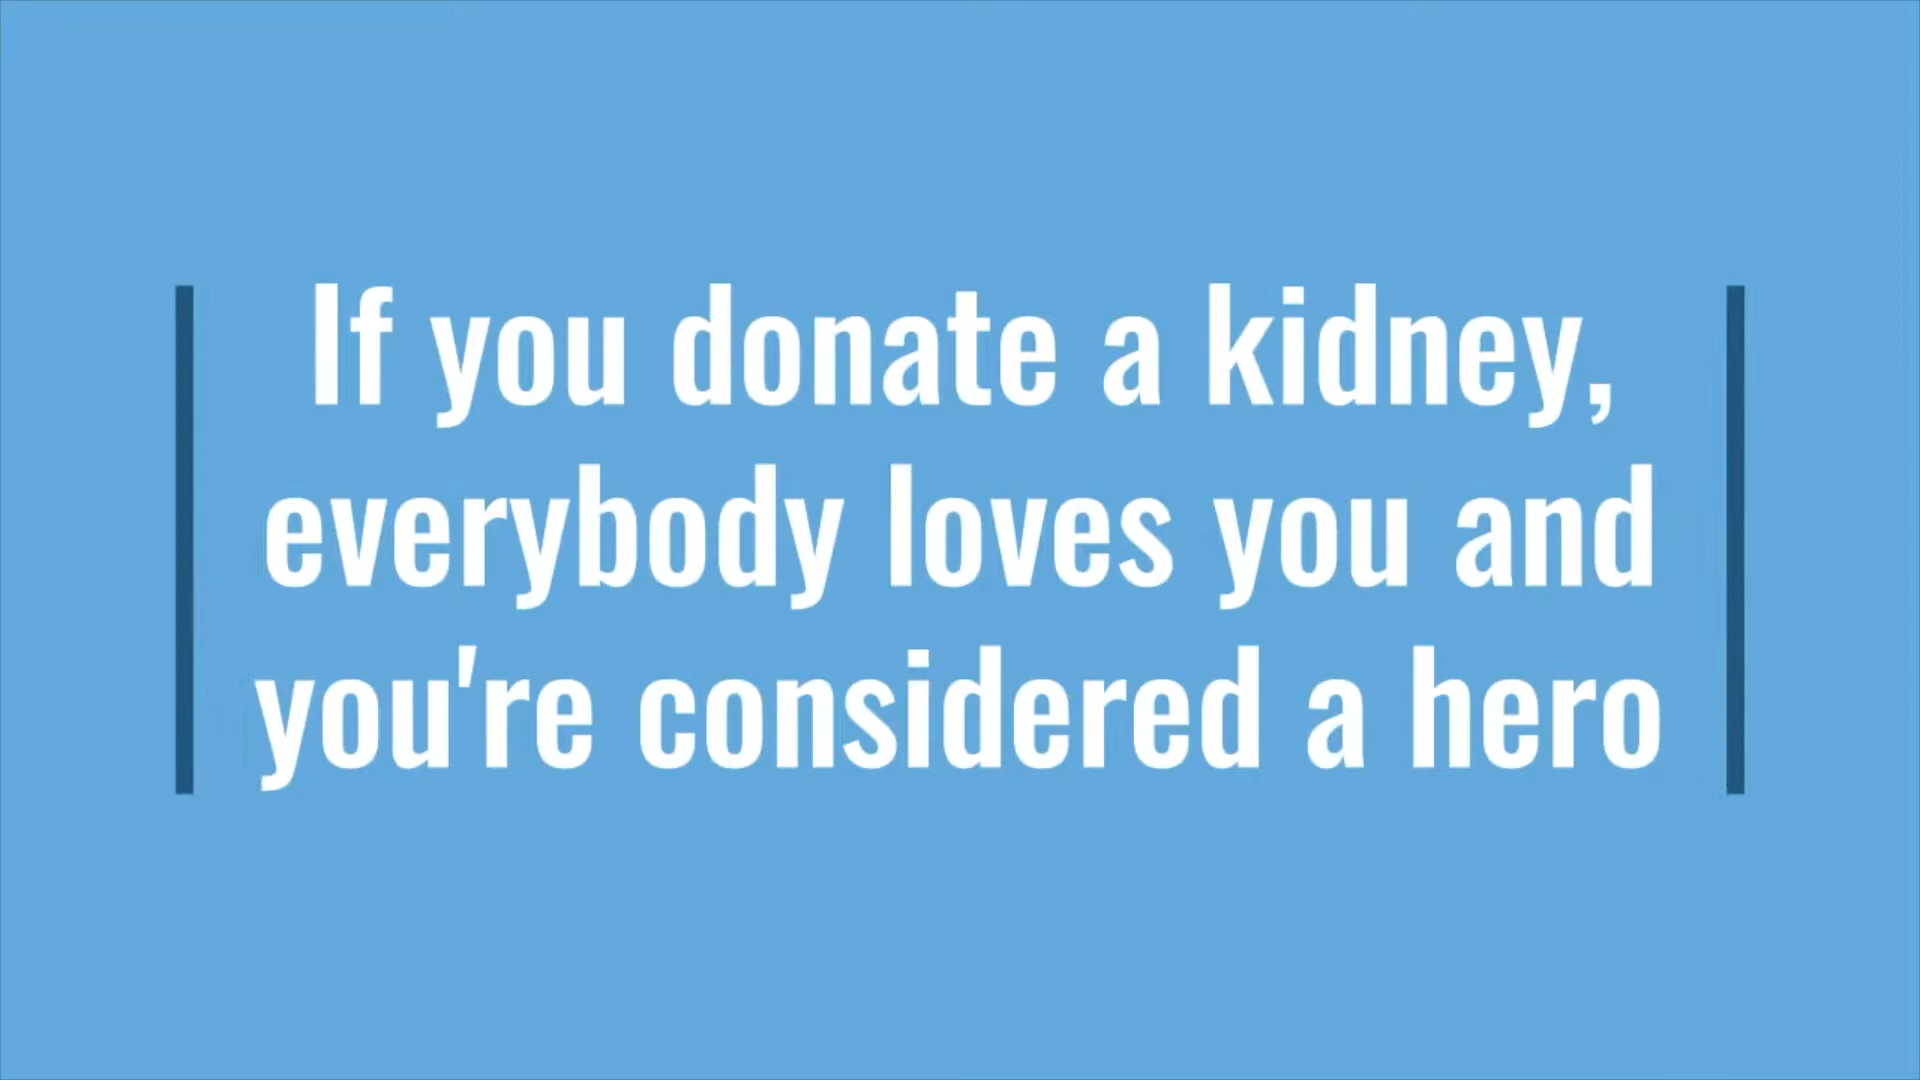 If you donate a kidney,
everybody loves you and
you're considered a hero